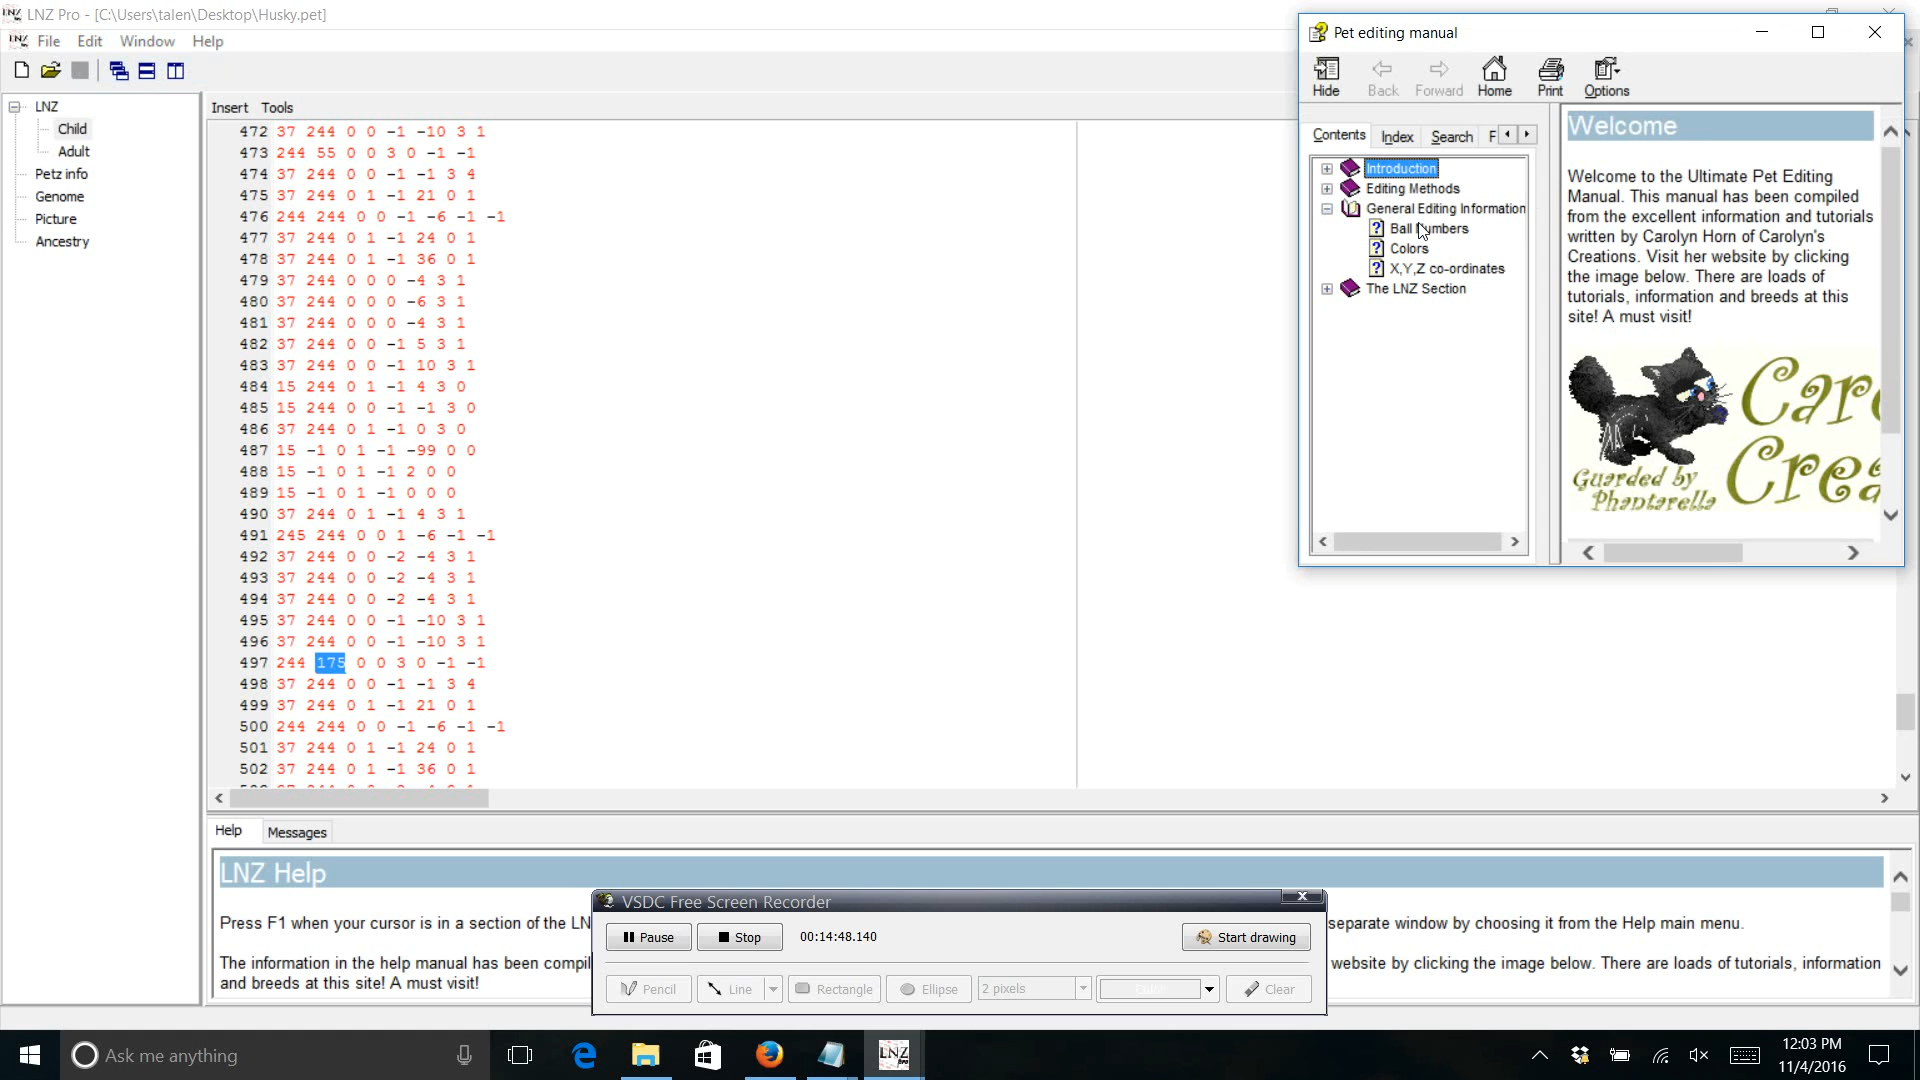 LNZ Pro - [C:\Users\talen\Desktop\Husky.pet]
File Edit Window Help
LNZ
Child
Adult
Petz info
Genome
Picture
Ancestry
Insert Tools
472 37 244 0 0 -1 -10 3 1
473 244 55 0 0 3 0 -1 -1
474 37 244 0 0 -1 -1 3 4
475 37 244 0 1 -1 21 0 1
476 244 244 0 0 -1 -6 -1 -1
477 37 244 0 1 -1 24 0 1
478 37 244 0 1 -1 36 0 1
479 37 244 0 0 0 -4 3 1
480 37 244 0 0 0 -6 3 1
481 37 244 0 0 0 -4 3 1
482 37 244 0 0 -1 5 3 1
483 37 244 0 0 -1 10 3 1
484 15 244 0 1 -1 4 3 0
485 15 244 0 0 -1 -1 3 0
486 37 244 0 1 -1 0 3 0
487 15 -1 0 1 -1 -99 0 0
488 15 -1 0 1 -1 2 0 0
489 15 -1 0 1 -1 0 0 0
490 37 244 0 1 -1 4 3 1
491 245 244 0 0 1 -6 -1 -1
492 37 244 0 0 -2 -4 3 1
493 37 244 0 0 -2 -4 3 1
494 37 244 0 0 -2 -4 3 1
495 37 244 0 0 -1 -10 3 1
496 37 244 0 0 -1 -10 3 1
497 244 175 0 0 3 0 -1 -1
498 37 244 0 0 -1 -1 3 4
499 37 244 0 1 -1 21 0 1
500 244 244 0 0 -1 -6 -1 -1
501 37 244 0 1 -1 24 0 1
502 37 244 0 1 -1 36 0 1
Pet editing manual
Hide Back Forward Home Print Options
Contents Index Search F
Introduction
Editing Methods
General Editing Information
Ball Numbers
Colors
X,Y,Z co-ordinates
The LNZ Section
Welcome
Welcome to the Ultimate Pet Editing
Manual. This manual has been compiled
from the excellent information and tutorials
written by Carolyn Horn of Carolyn's
Creations. Visit her website by clicking
the image below. There are loads of
tutorials, information and breeds at this
site! A must visit!
Guarded by
Phantarella
Help Messages
LNZ Help
Press F1 when your cursor is in a section of the LN
separate window by choosing it from the Help main menu.
The information in the help manual has been compil
website by clicking the image below. There are loads of tutorials, information
and breeds at this site! A must visit!
VSDC Free Screen Recorder
Pause Stop 00:14:48.140 Start drawing
Pencil Line Rectangle Ellipse 2 pixels Color Clear
Ask me anything
LNZ
Pro
12:03 PM
11/4/2016